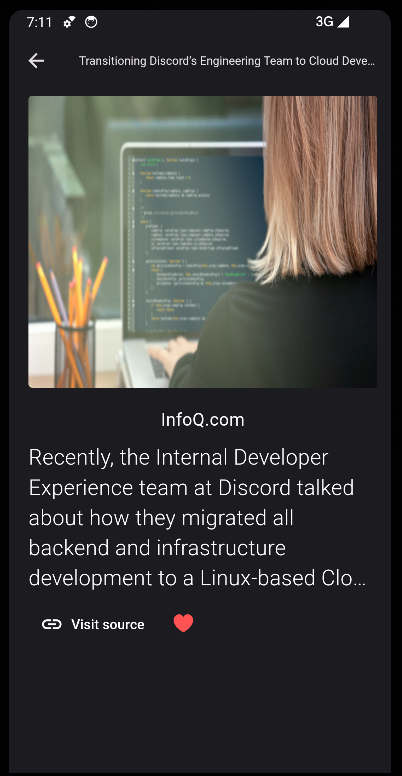 7:11
3G
Transitioning Discord's Engineering Team to Cloud Deve...
InfoQ.com
Recently, the Internal Developer
Experience team at Discord talked
about how they migrated all
backend and infrastructure
development to a Linux-based Clo...
Visit source